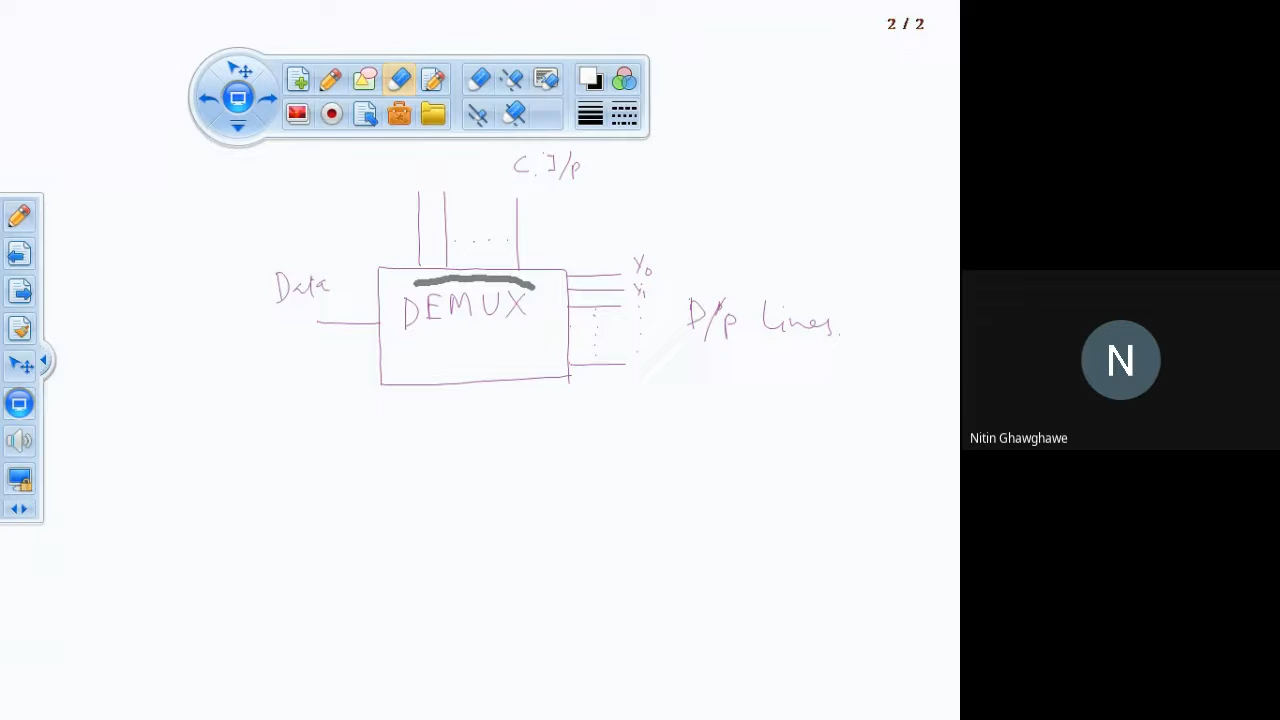 2 / 2
C. I/p
Data
DEMUX
Y0
Y1
O/p lines.
N
Nitin Ghawghawe